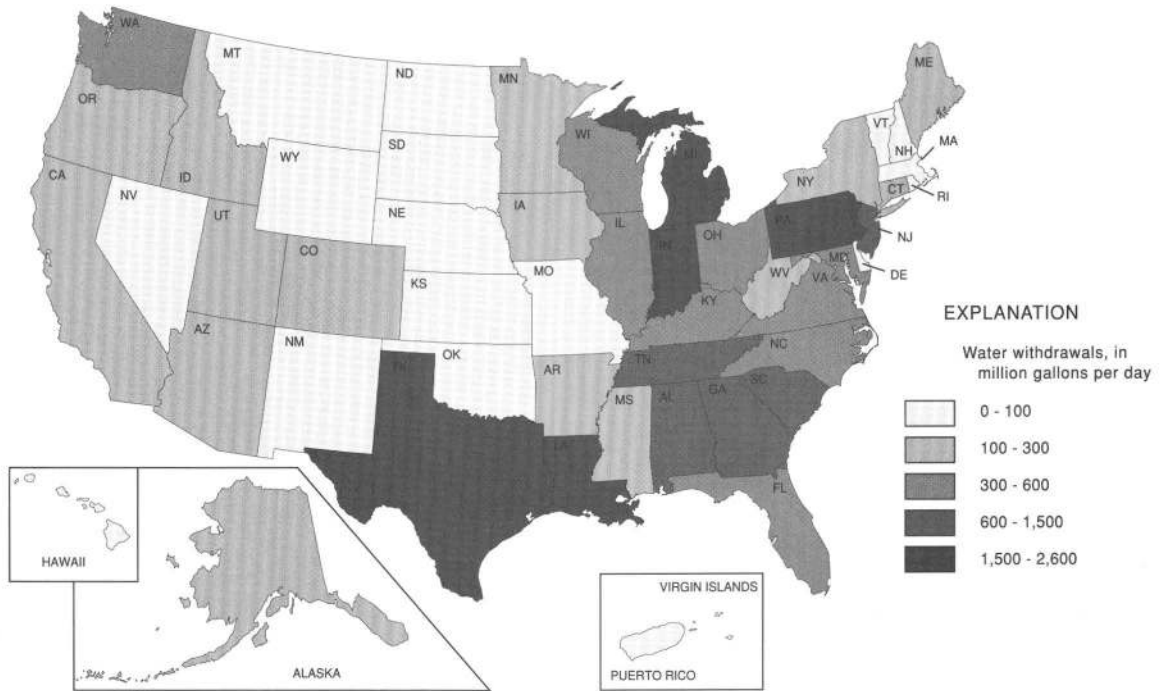 WA
MT
ND
MN
ME
OR
ID
WY
SD
WI
MI
VT
NH
MA
NY
CT
RI
CA
NV
UT
NE
IA
IL
IN
OH
PA
NJ
MD
DE
CO
KS
MO
KY
WV
VA
AZ
NM
OK
AR
TN
NC
TX
LA
MS
AL
GA
SC
FL
HAWAII
ALASKA
VIRGIN ISLANDS
PUERTO RICO
EXPLANATION
Water withdrawals, in
million gallons per day
0 - 100
100 - 300
300 - 600
600 - 1,500
1,500 - 2,600